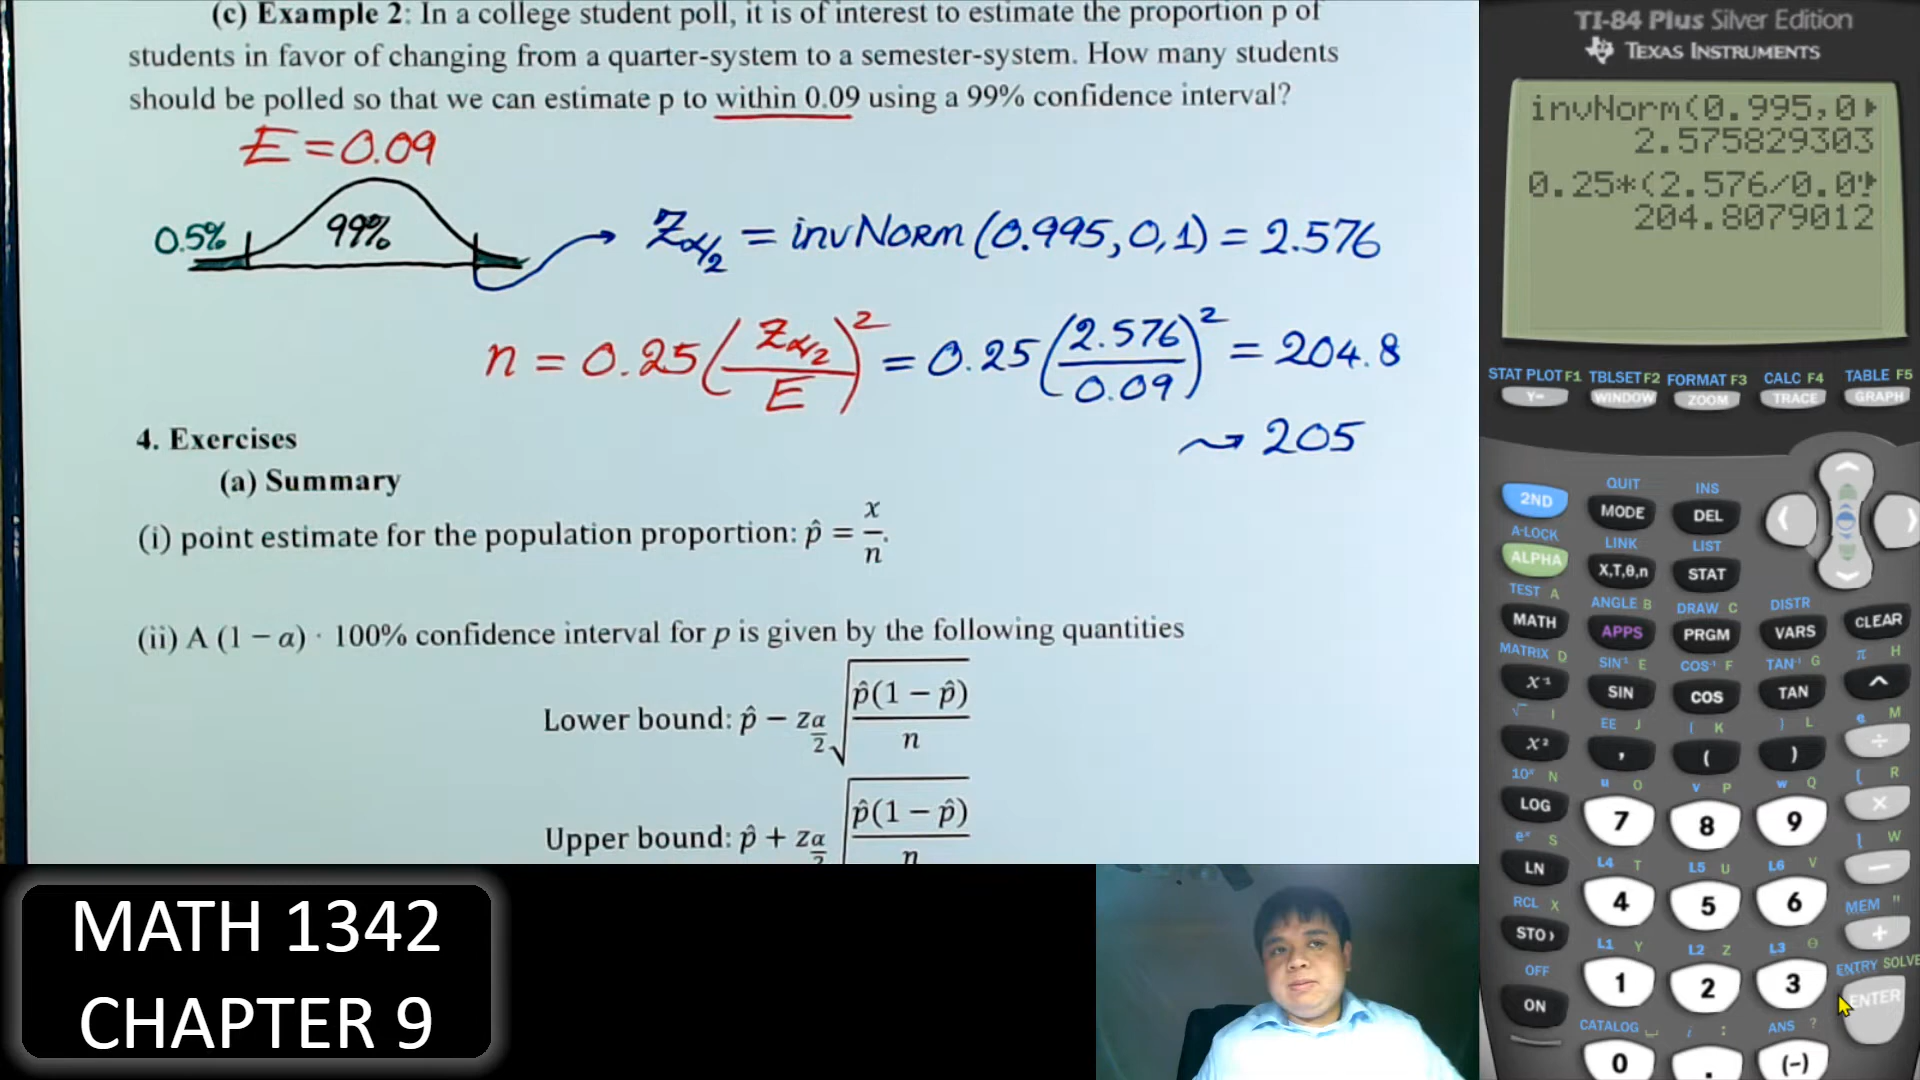 (c) Example 2: In a college student poll, it is of interest to estimate the proportion p of
students in favor of changing from a quarter-system to a semester-system. How many students
should be polled so that we can estimate p to within 0.09 using a 99% confidence interval?
E = 0.09
0.5% 99% Zα/2 = invNorm (0.995, 0, 1) = 2.576
n = 0.25 (Zα/2 / E)² = 0.25 (2.576 / 0.09)² = 204.8
⇝ 205
4. Exercises
(a) Summary
(i) point estimate for the population proportion: p̂ = x/n.
(ii) A (1 − α) · 100% confidence interval for p is given by the following quantities
Lower bound: p̂ − zα/2 √(p̂(1 − p̂)/n)
Upper bound: p̂ + zα/2 √(p̂(1 − p̂)/n)
MATH 1342
CHAPTER 9
TI-84 Plus Silver Edition
TEXAS INSTRUMENTS
invNorm(0.995,0
2.575829303
0.25*(2.576/0.0
204.8079012
STAT PLOT F1 TBLSET F2 FORMAT F3 CALC F4 TABLE F5
Y= WINDOW ZOOM TRACE GRAPH
QUIT INS
2ND MODE DEL
A-LOCK LINK LIST
ALPHA X,T,θ,n STAT
TEST A ANGLE B DRAW C DISTR
MATH APPS PRGM VARS CLEAR
MATRIX D SIN⁻¹ E COS⁻¹ F TAN⁻¹ G π H
x⁻¹ SIN COS TAN ^
√ I EE J { K } L e M
x² , ( ) ÷
10ˣ N u O v P w Q [ R
LOG 7 8 9 ×
eˣ S L4 T L5 U L6 V ] W
LN 4 5 6 −
RCL X L1 Y L2 Z L3 θ MEM "
STO› 1 2 3 +
OFF CATALOG ⎵ i : ANS ? ENTRY SOLVE
ON 0 . (-) ENTER